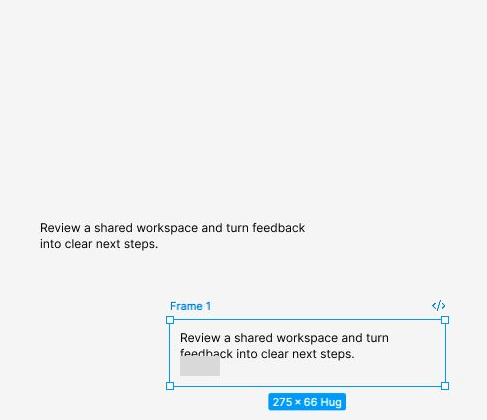 Review a shared workspace and turn feedback
into clear next steps.
Frame 1
</>
Review a shared workspace and turn
feedback into clear next steps.
275 × 66 Hug